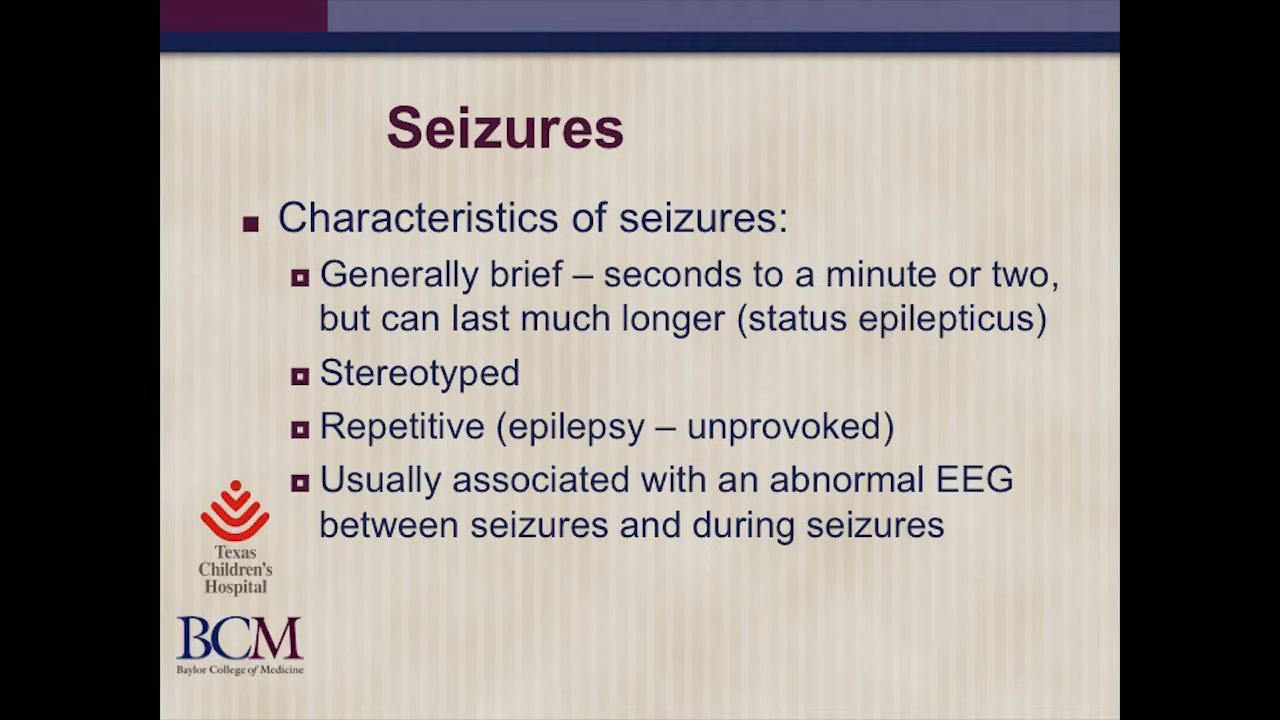 Seizures
Characteristics of seizures:
Generally brief – seconds to a minute or two,
but can last much longer (status epilepticus)
Stereotyped
Repetitive (epilepsy – unprovoked)
Usually associated with an abnormal EEG
between seizures and during seizures
Texas
Children's
Hospital
BCM
Baylor College of Medicine